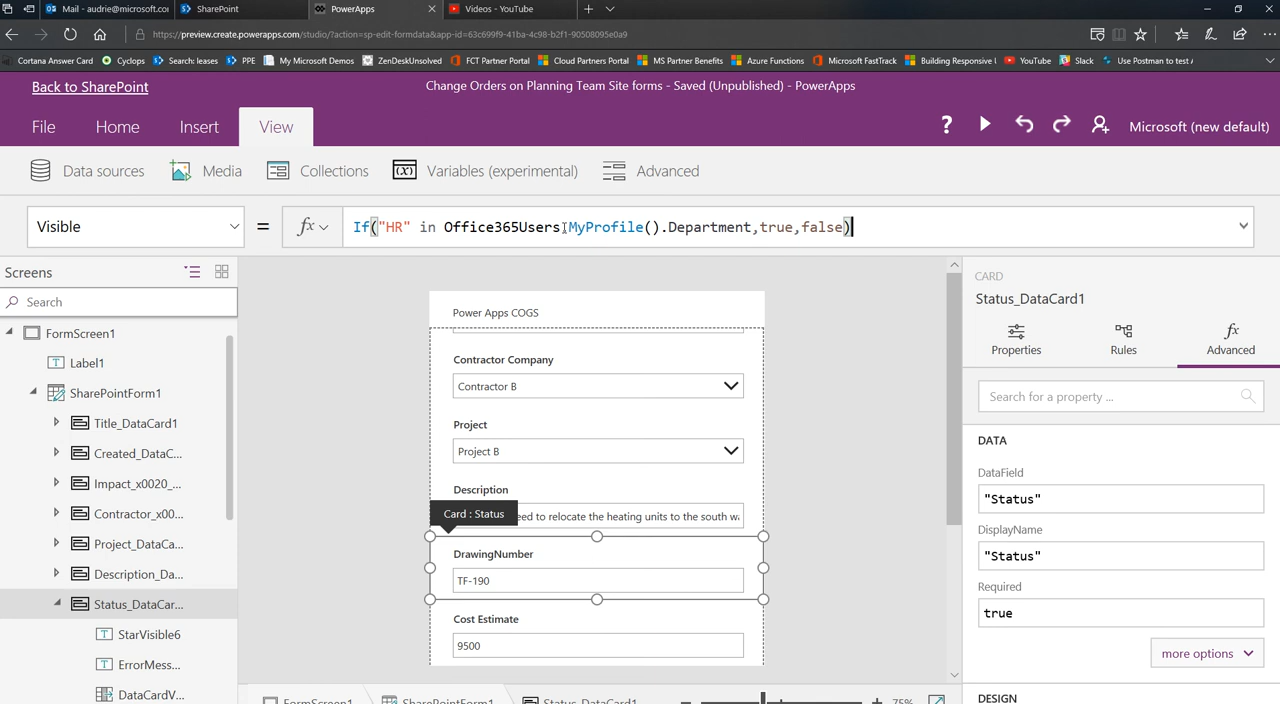 Mail - audrie@microsoft.con
SharePoint
PowerApps
Videos - YouTube
https://preview.create.powerapps.com/studio/?action=sp-edit-formdata&app-id=63c699f9-41ba-4c98-b2f1-90508095e0a9
Cortana Answer Card
Cyclops
Search: leases
PPE
My Microsoft Demos
ZenDeskUnsolved
FCT Partner Portal
Cloud Partners Portal
MS Partner Benefits
Azure Functions
Microsoft FastTrack
Building Responsive
YouTube
Slack
Use Postman to test
Back to SharePoint
Change Orders on Planning Team Site forms - Saved (Unpublished) - PowerApps
File
Home
Insert
View
?
Microsoft (new default)
Data sources
Media
Collections
(x)
Variables (experimental)
Advanced
Visible
=
fx
If("HR" in Office365Users.MyProfile().Department,true,false)
Screens
Search
FormScreen1
Label1
SharePointForm1
Title_DataCard1
Created_DataC...
Impact_x0020_...
Contractor_x00...
Project_DataCa...
Description_Da...
Status_DataCar...
StarVisible6
ErrorMess...
DataCardV...
Power Apps COGS
Contractor Company
Contractor B
Project
Project B
Description
Card : Status
eed to relocate the heating units to the south wa
DrawingNumber
TF-190
Cost Estimate
9500
FormScreen1
SharePointForm1
Status_DataCard1
75%
CARD
Status_DataCard1
Properties
Rules
fx
Advanced
Search for a property ...
DATA
DataField
"Status"
DisplayName
"Status"
Required
true
more options
DESIGN